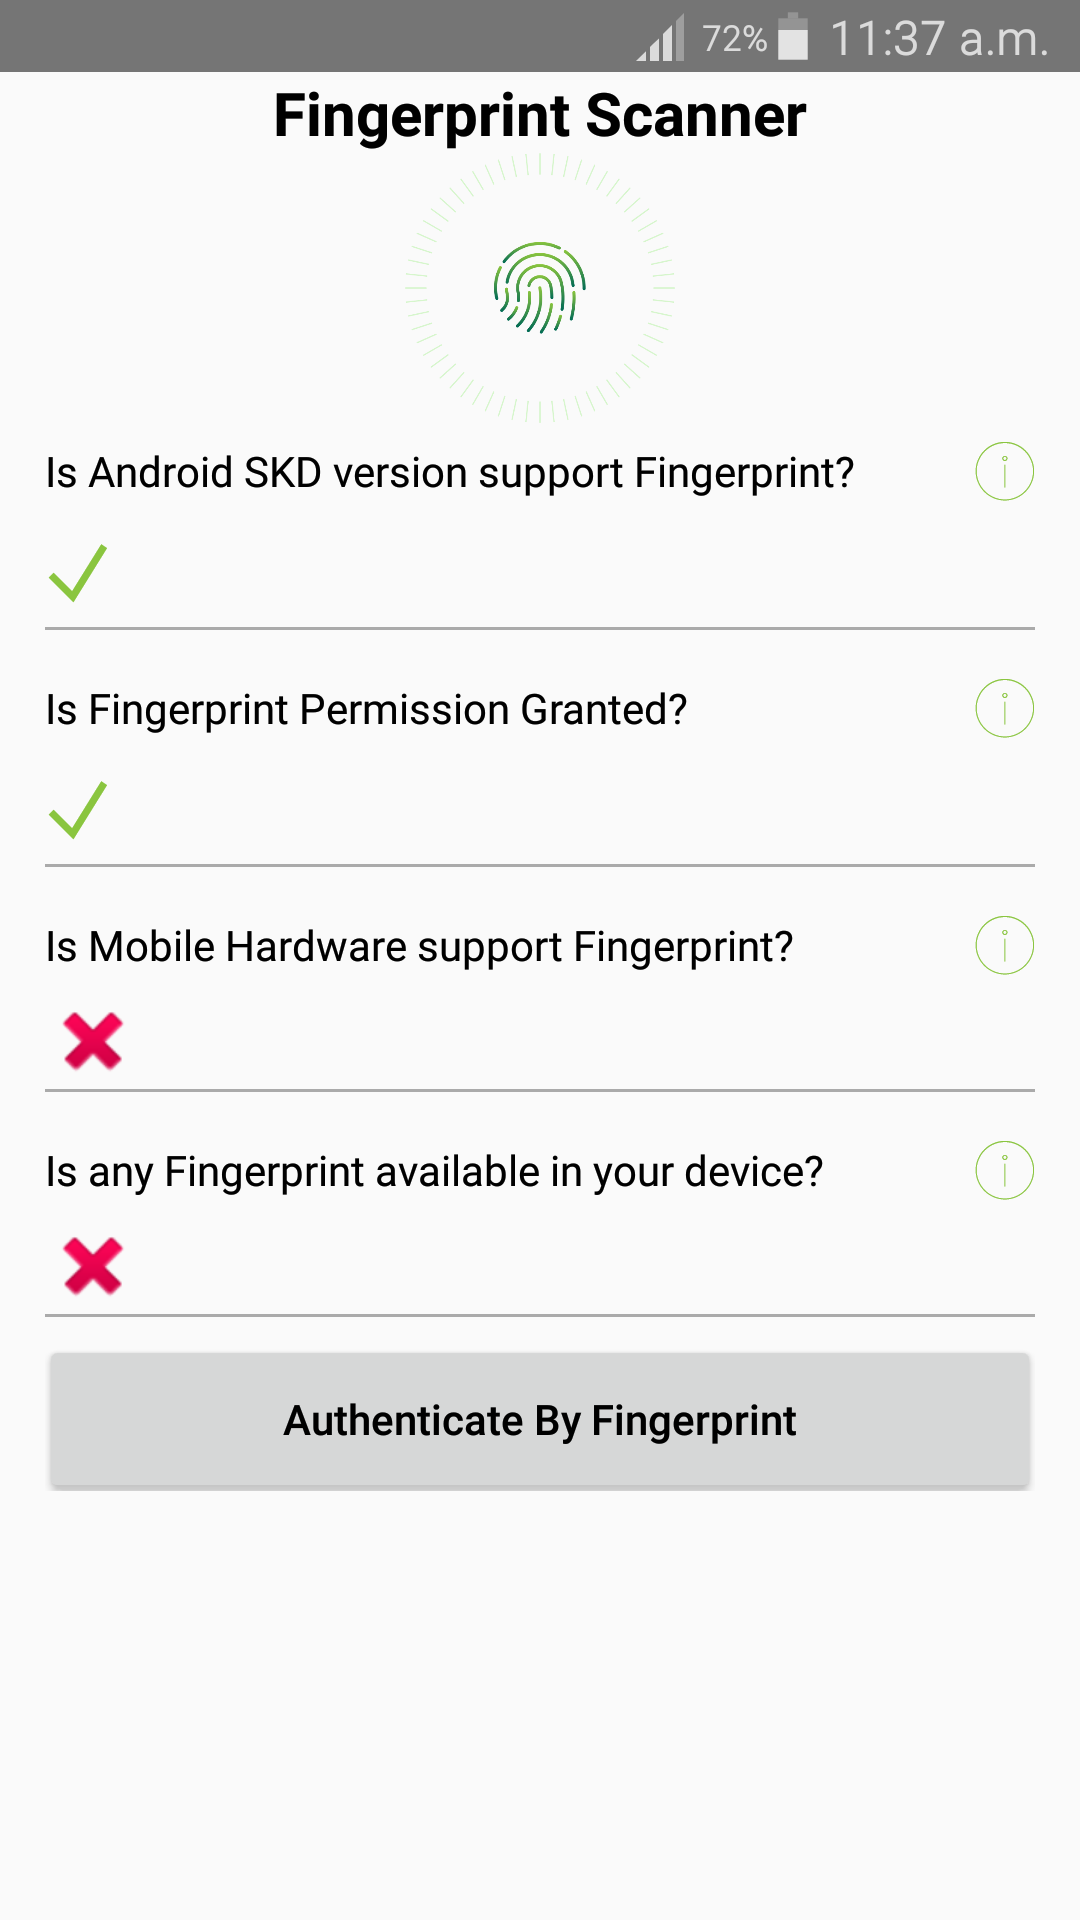 72% 11:37 a.m.
Fingerprint Scanner
Is Android SKD version support Fingerprint?
Is Fingerprint Permission Granted?
Is Mobile Hardware support Fingerprint?
Is any Fingerprint available in your device?
Authenticate By Fingerprint